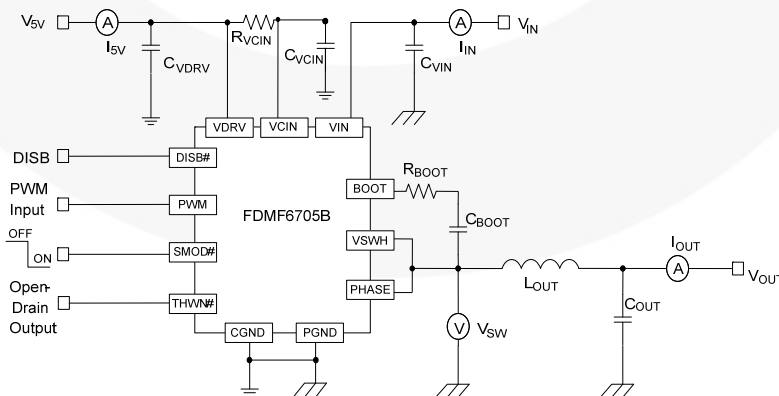 V5V
A
I5V
CVDRV
RVCIN
CVCIN
CVIN
A
IIN
VIN
VDRV
VCIN
VIN
DISB
DISB#
PWM
Input
PWM
OFF
ON
SMOD#
Open-
Drain
Output
THWN#
FDMF6705B
BOOT
RBOOT
CBOOT
VSWH
PHASE
CGND
PGND
V
VSW
LOUT
COUT
IOUT
A
VOUT